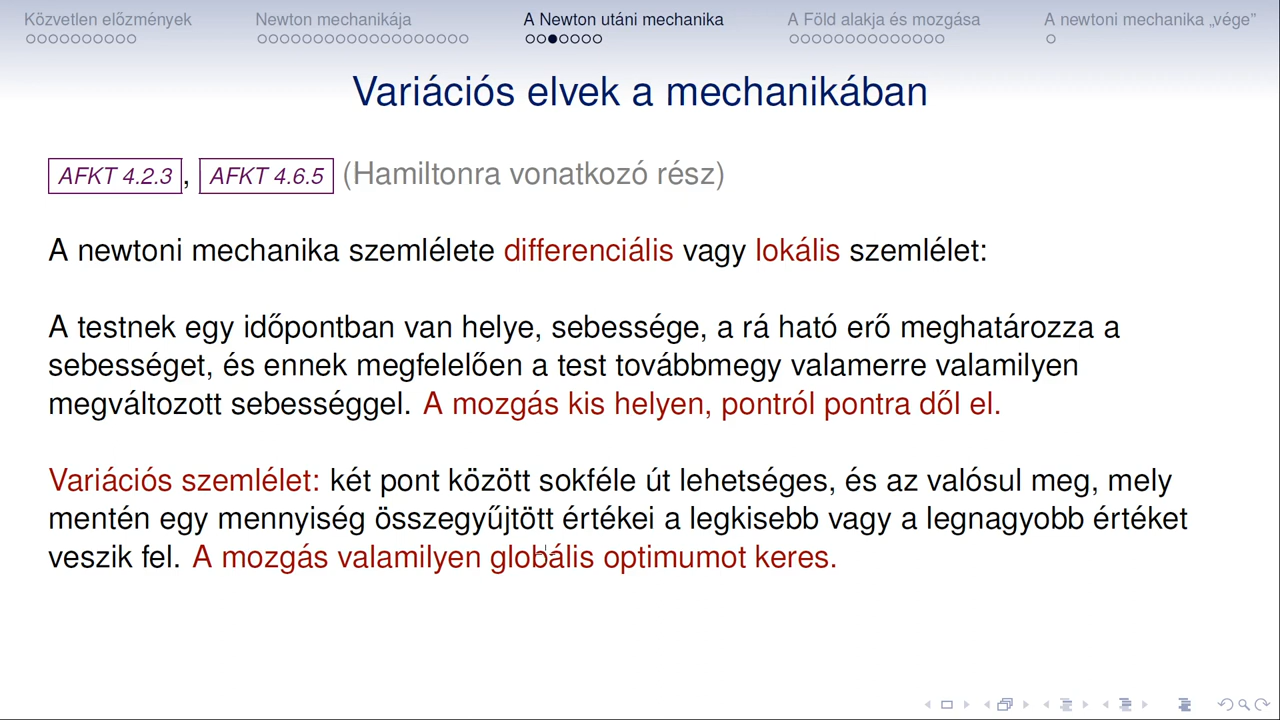 Közvetlen előzmények Newton mechanikája A Newton utáni mechanika A Föld alakja és mozgása A newtoni mechanika „vége”
Variációs elvek a mechanikában
AFKT 4.2.3, AFKT 4.6.5 (Hamiltonra vonatkozó rész)
A newtoni mechanika szemlélete differenciális vagy lokális szemlélet:
A testnek egy időpontban van helye, sebessége, a rá ható erő meghatározza a
sebességet, és ennek megfelelően a test továbbmegy valamerre valamilyen
megváltozott sebességgel. A mozgás kis helyen, pontról pontra dől el.
Variációs szemlélet: két pont között sokféle út lehetséges, és az valósul meg, mely
mentén egy mennyiség összegyűjtött értékei a legkisebb vagy a legnagyobb értéket
veszik fel. A mozgás valamilyen globális optimumot keres.